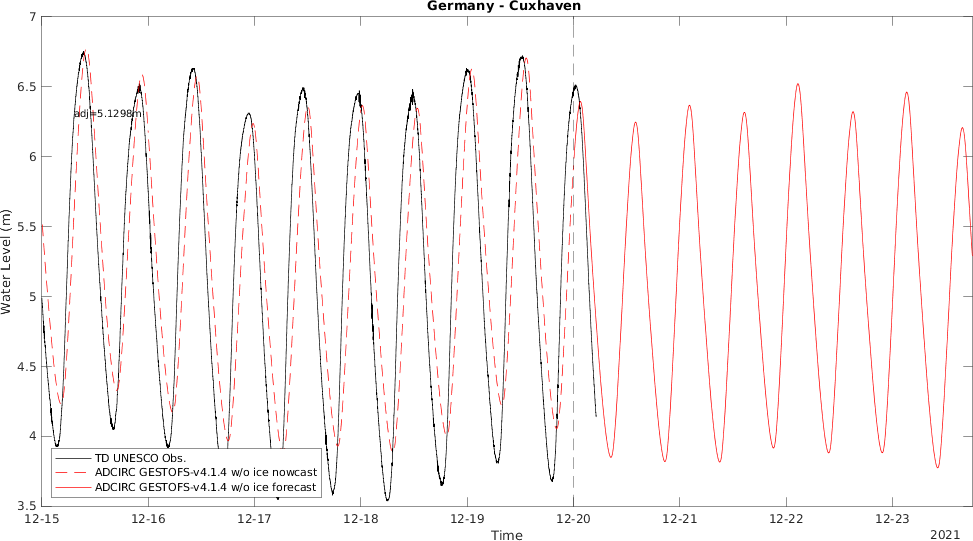 Germany - Cuxhaven
7
6.5
6
5.5
5
4.5
4
3.5
Water Level (m)
adj=5.1298m
TD UNESCO Obs.
ADCIRC GESTOFS-v4.1.4 w/o ice nowcast
ADCIRC GESTOFS-v4.1.4 w/o ice forecast
12-15 12-16 12-17 12-18 12-19 12-20 12-21 12-22 12-23
Time
2021